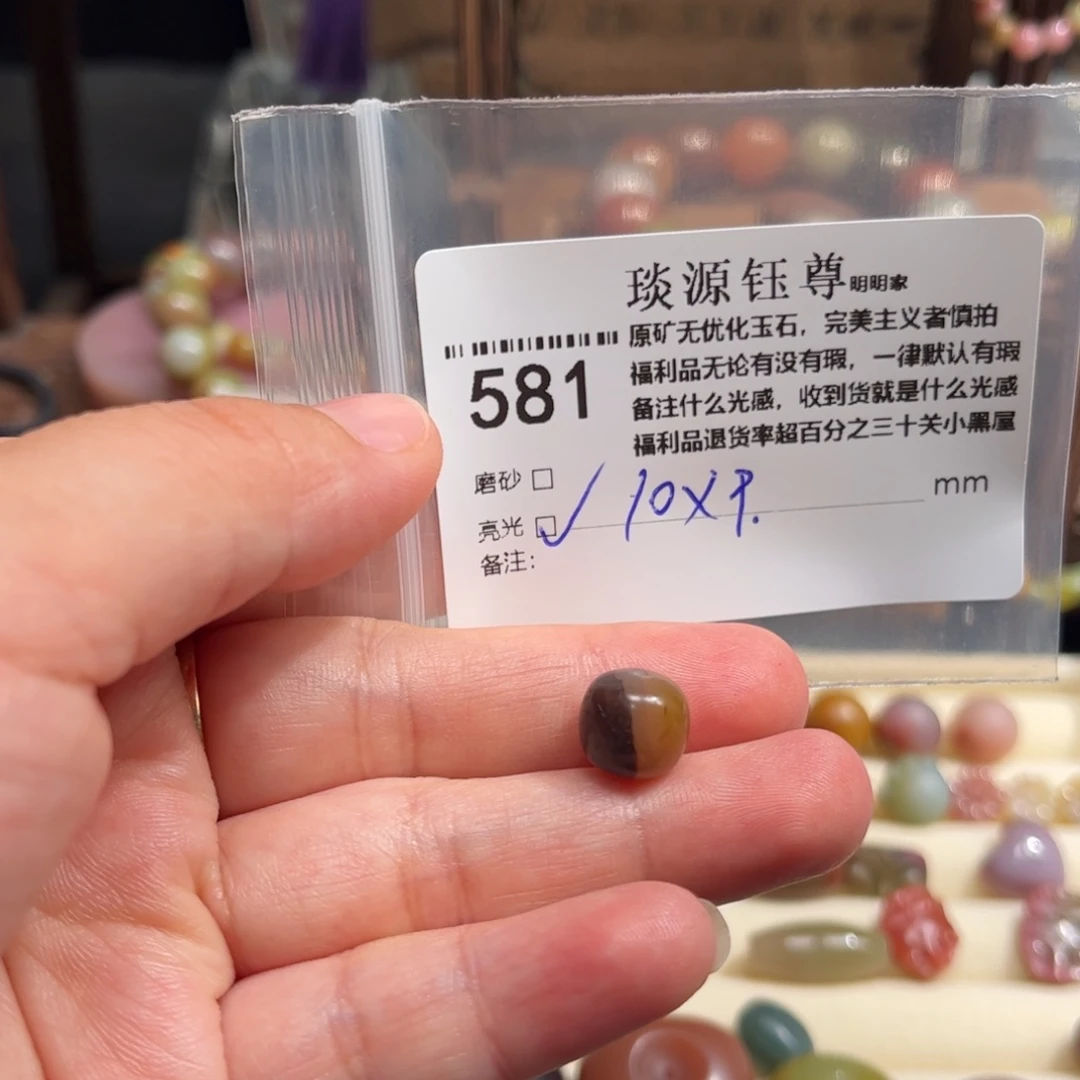 琰源钰尊明明家
原矿无优化玉石，完美主义者慎拍
福利品无论有没有瑕，一律默认有瑕
备注什么光感，收到货就是什么光感
福利品退货率超百分之三十关小黑屋
581
磨砂 □
亮光 □✓ 10X9. mm
备注：